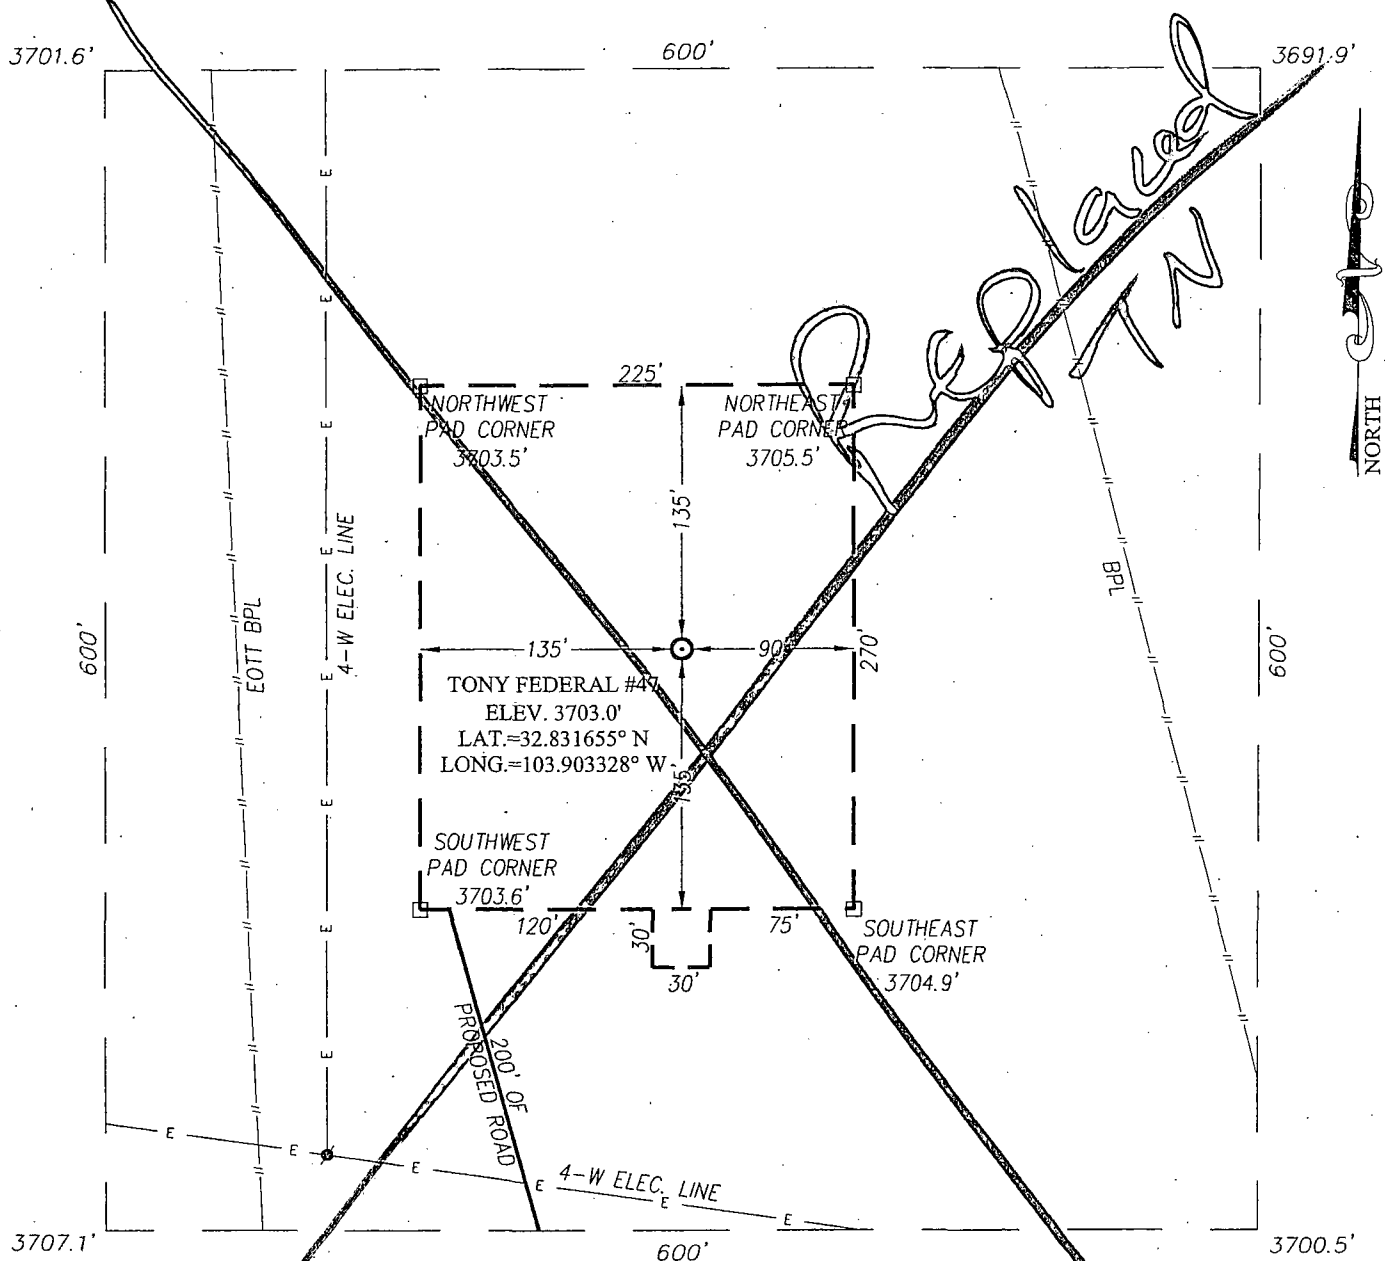 3701.6'
600'
3691.9'
Replaced
TN
NORTH
225'
NORTHWEST
PAD CORNER
3703.5'
NORTHEAST
PAD CORNER
3705.5'
135'
4-W ELEC. LINE
EOTT BPL
BPL
600'
135'
90'
270'
600'
TONY FEDERAL #47
ELEV. 3703.0'
LAT.=32.831655° N
LONG.=103.903328° W
135'
SOUTHWEST
PAD CORNER
3703.6'
120'
30'
30'
75'
SOUTHEAST
PAD CORNER
3704.9'
200' OF
PROPOSED ROAD
E E E E E E
E E E E E E
4-W ELEC. LINE
3707.1'
600'
3700.5'